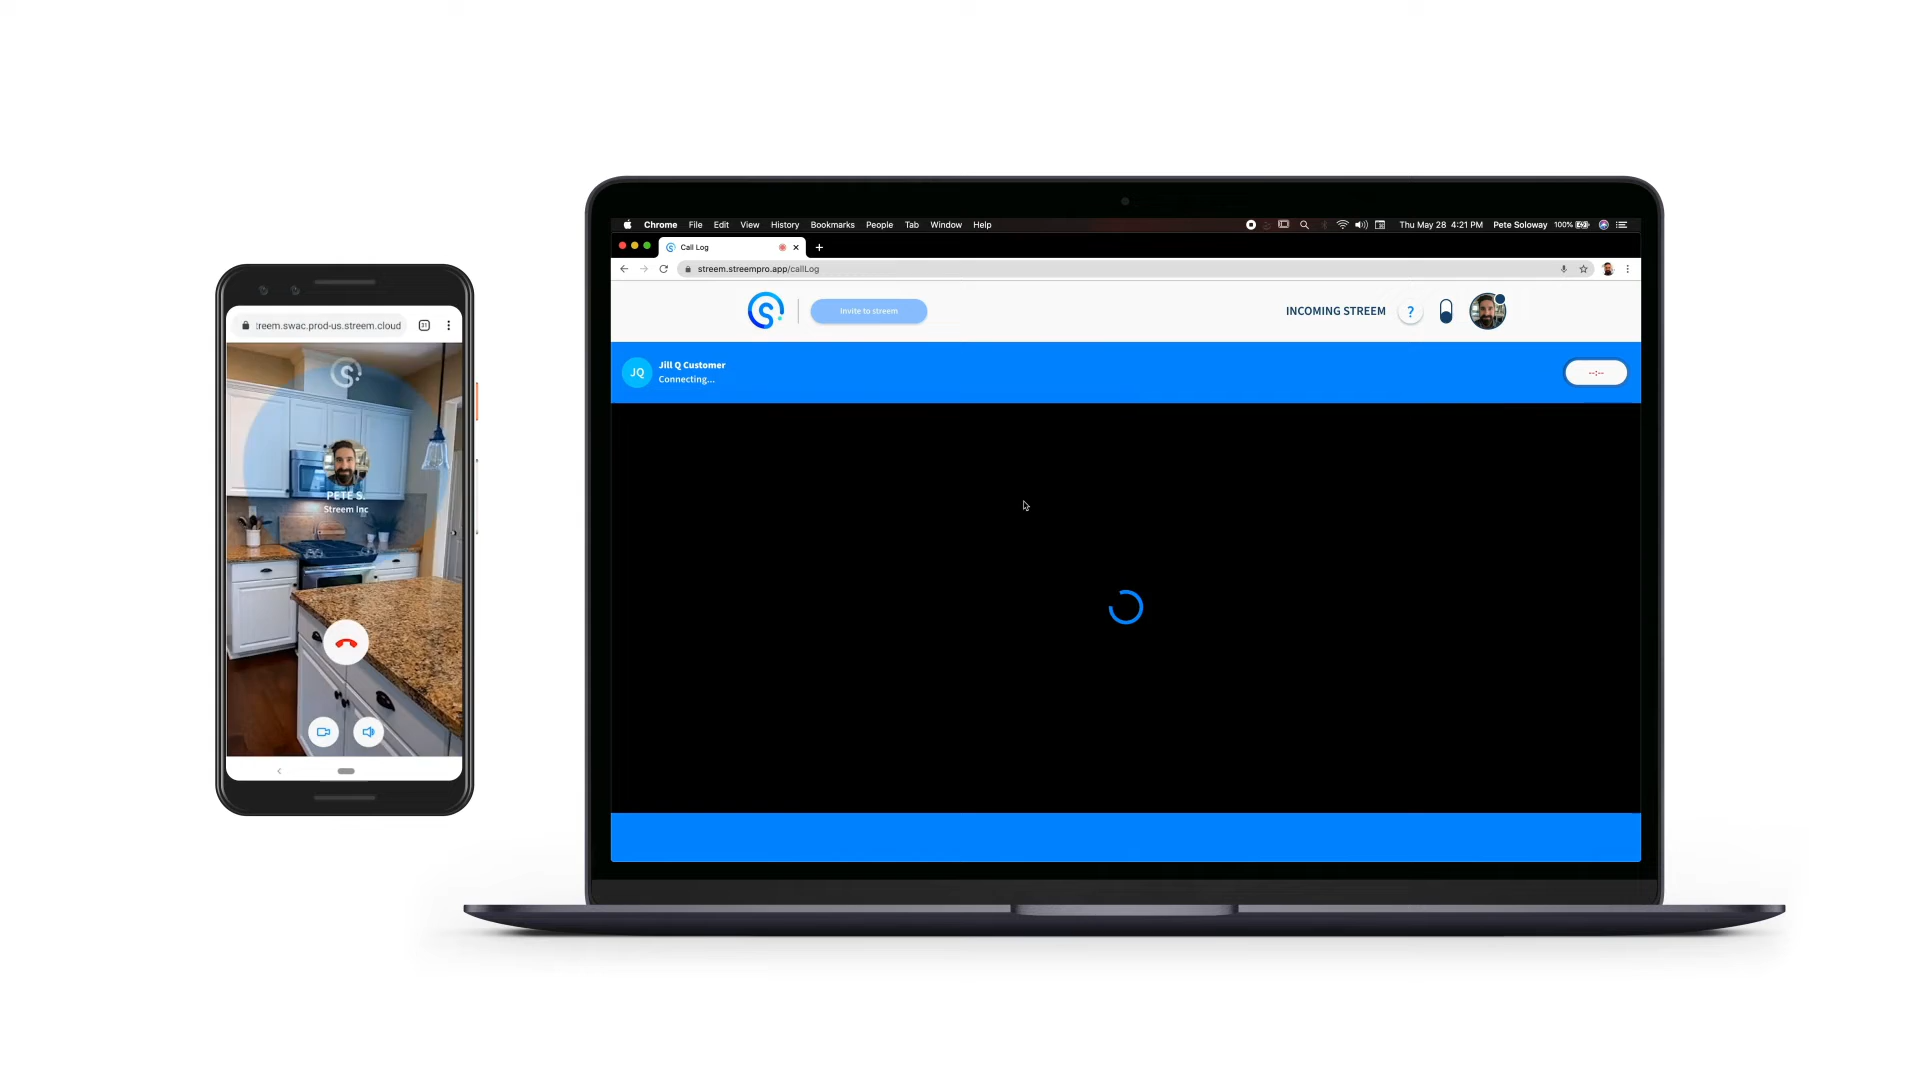 :reem.swac.prod-us.streem.cloud
31
PETE S.
Streem Inc
Chrome File Edit View History Bookmarks People Tab Window Help
Thu May 28 4:21 PM Pete Soloway 100%
Call Log
streem.streempro.app/callLog
Invite to streem
INCOMING STREEM ?
JQ
Jill Q Customer
Connecting...
--:--